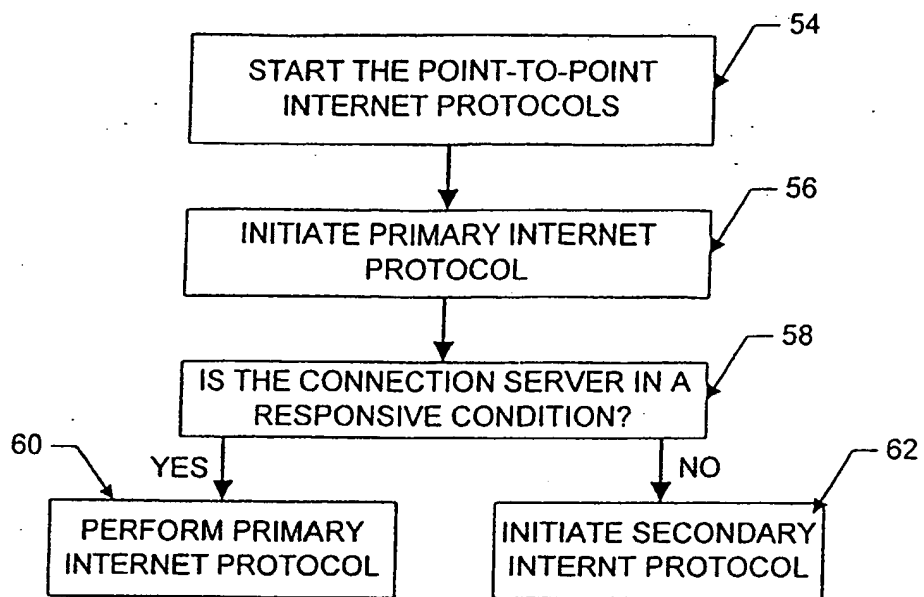 54
START THE POINT-TO-POINT
INTERNET PROTOCOLS
56
INITIATE PRIMARY INTERNET
PROTOCOL
58
IS THE CONNECTION SERVER IN A
RESPONSIVE CONDITION?
60
YES
NO
62
PERFORM PRIMARY
INTERNET PROTOCOL
INITIATE SECONDARY
INTERNT PROTOCOL